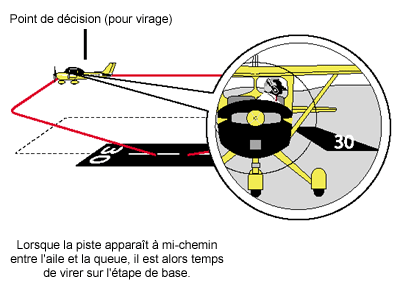 Point de décision (pour virage)
30
30
Lorsque la piste apparaît à mi-chemin
entre l'aile et la queue, il est alors temps
de virer sur l'étape de base.